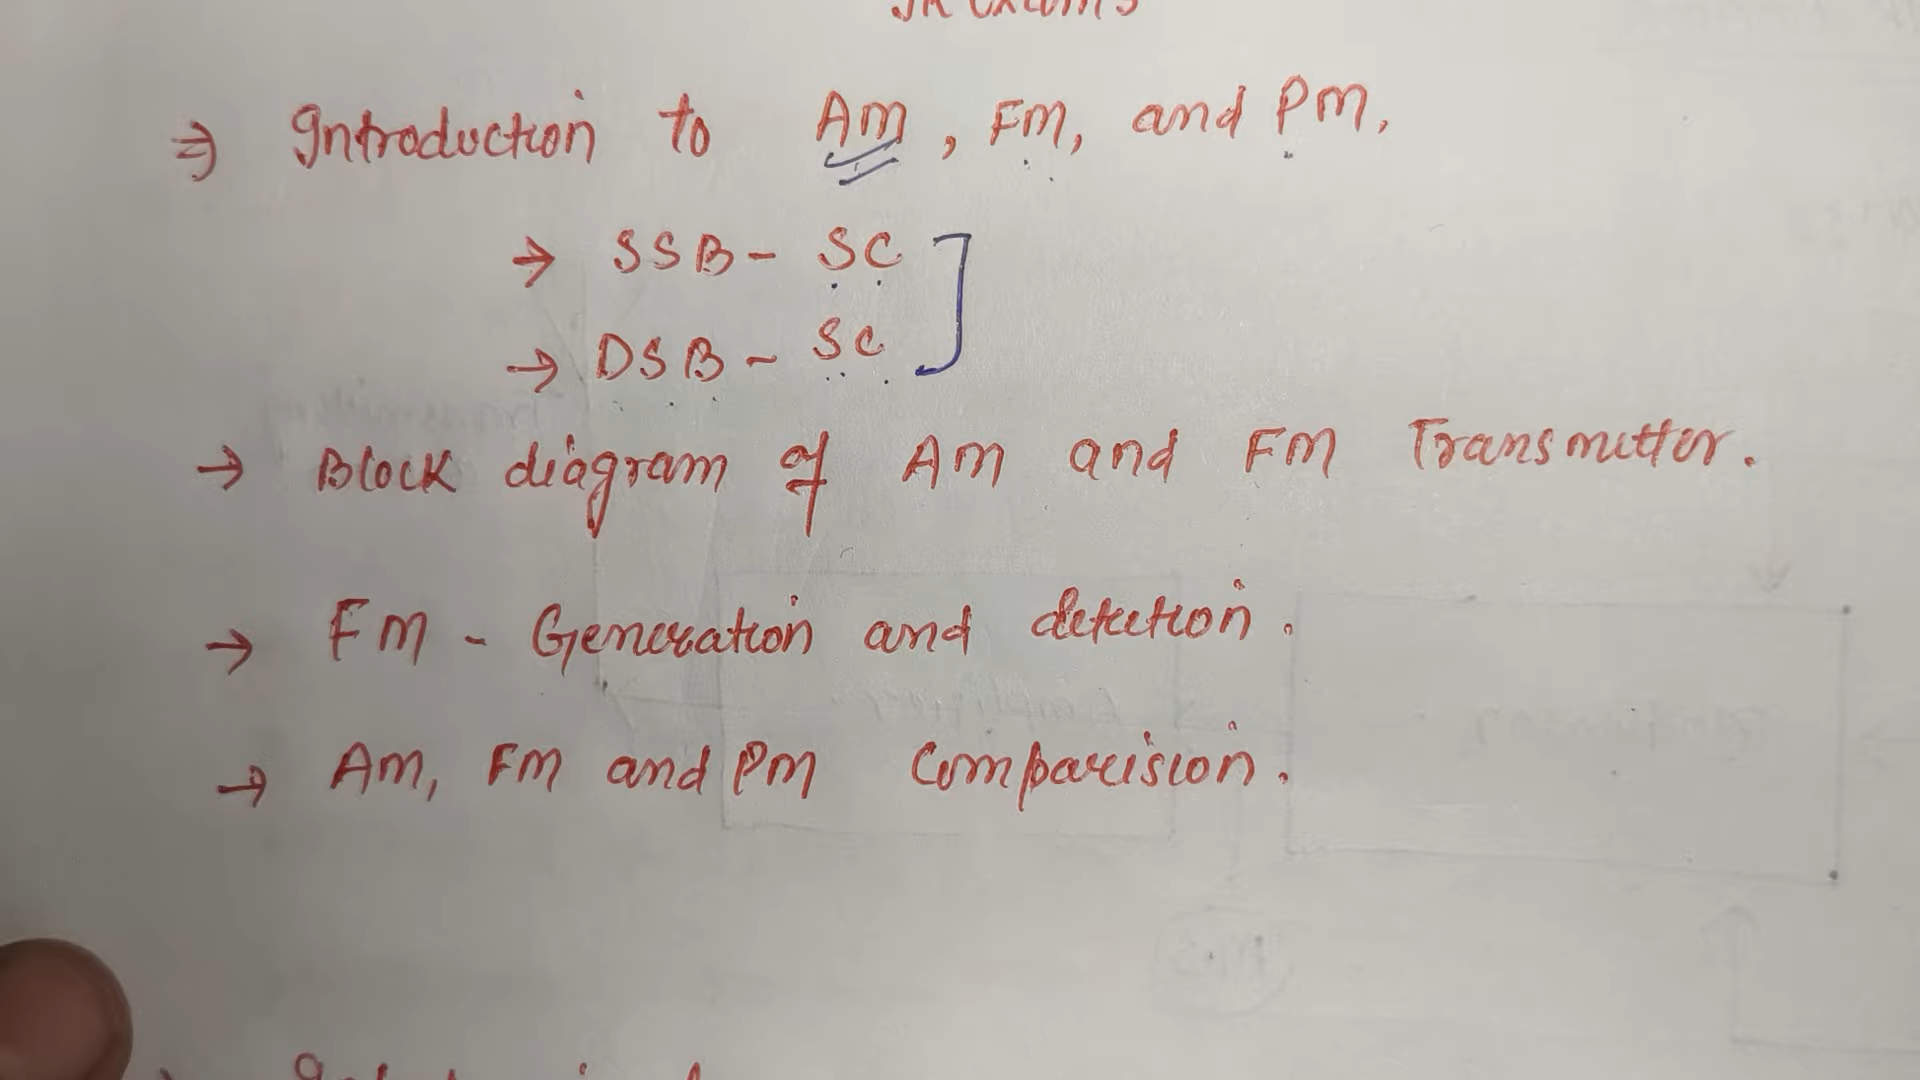 ⇒ Introduction to Am, Fm, and Pm,
→ SSB - SC
→ DSB - SC
→ Block diagram of Am and Fm Transmitter.
→ Fm - Generation and detection.
→ Am, Fm and Pm Comparision.